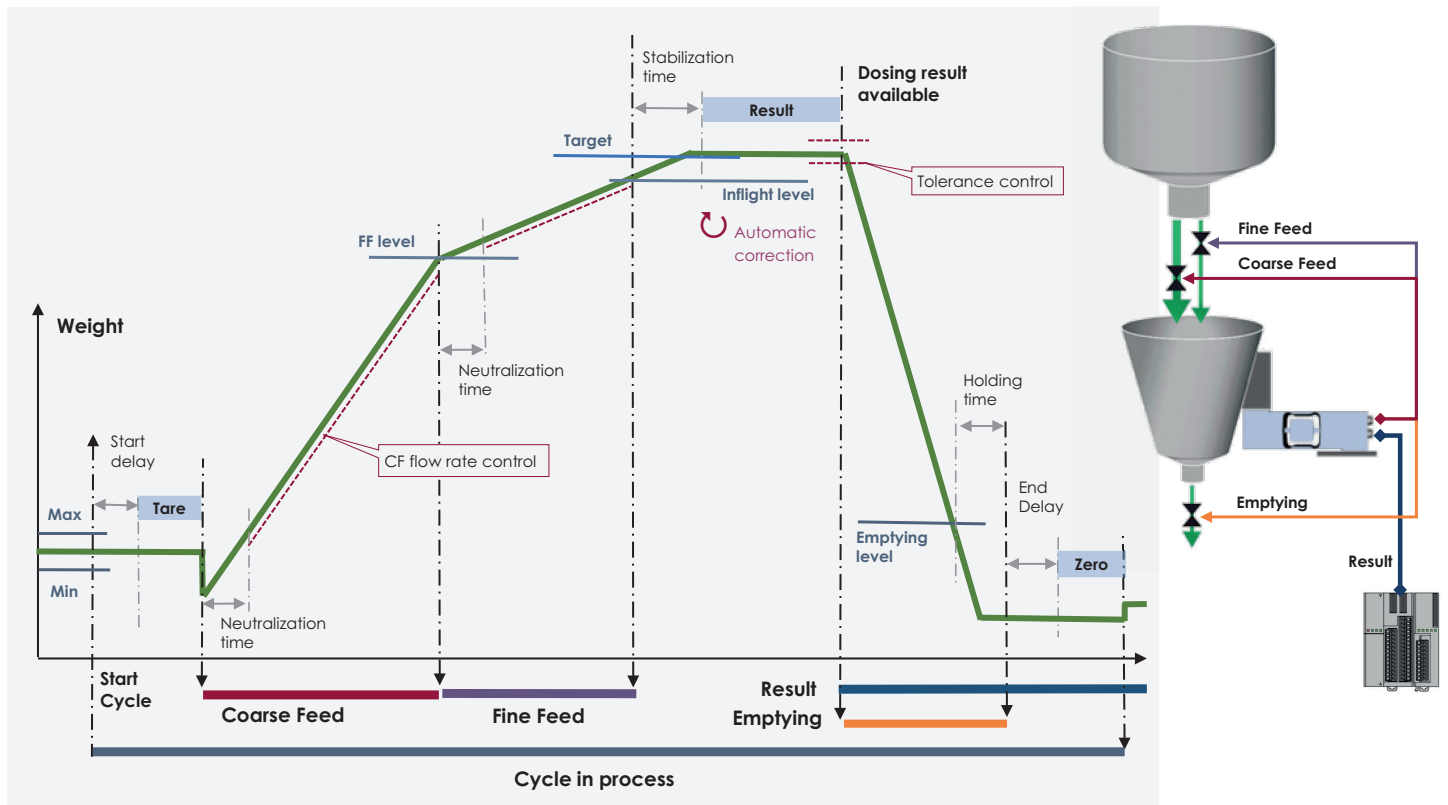 Stabilization
time
Dosing result
available
Result
Target
Tolerance control
Inflight level
FF level
Automatic
correction
Fine Feed
Coarse Feed
Weight
Neutralization
time
Holding
time
Start
delay
CF flow rate control
Tare
Max
Min
End
Delay
Emptying
level
Zero
Emptying
Result
Neutralization
time
Start
Cycle
Coarse Feed
Fine Feed
Result
Emptying
Cycle in process